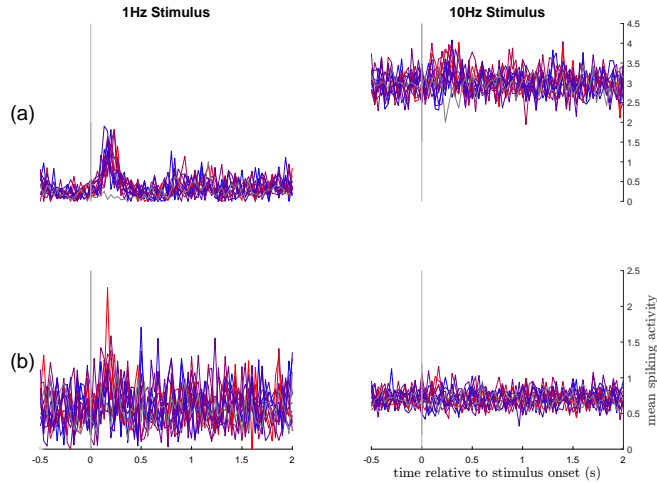 1Hz Stimulus
10Hz Stimulus
(a)
4.5
4
3.5
3
2.5
2
1.5
1
0.5
0
(b)
2.5
2
1.5
1
0.5
0
mean spiking activity
-0.5 0 0.5 1 1.5 2
-0.5 0 0.5 1 1.5 2
time relative to stimulus onset (s)